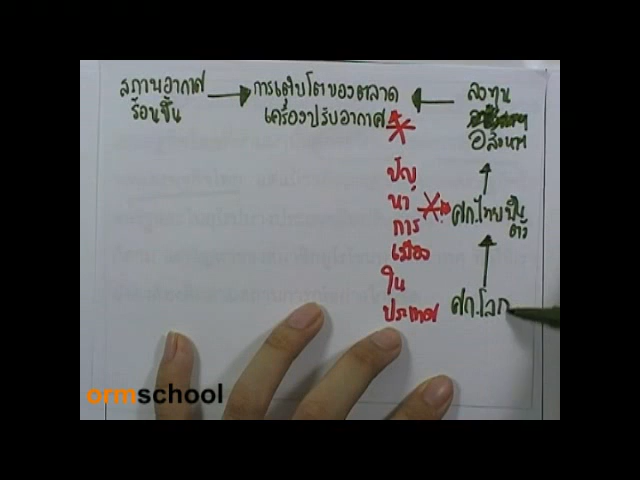 สภาพอากาศ
ร้อนขึ้น
การเติบโตของตลาด
เครื่องปรับอากาศ
ลงทุน
อสังหาฯ
ปัญ
หา
การ
เมือง
ใน
ประเทศ
ศก.ไทยฟื้น
ตัว
ศก.โลก
ormschool